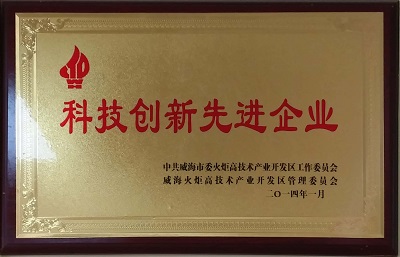 科技创新先进企业
中共威海市委火炬高技术产业开发区工作委员会
威海火炬高技术产业开发区管理委员会
二〇一四年一月